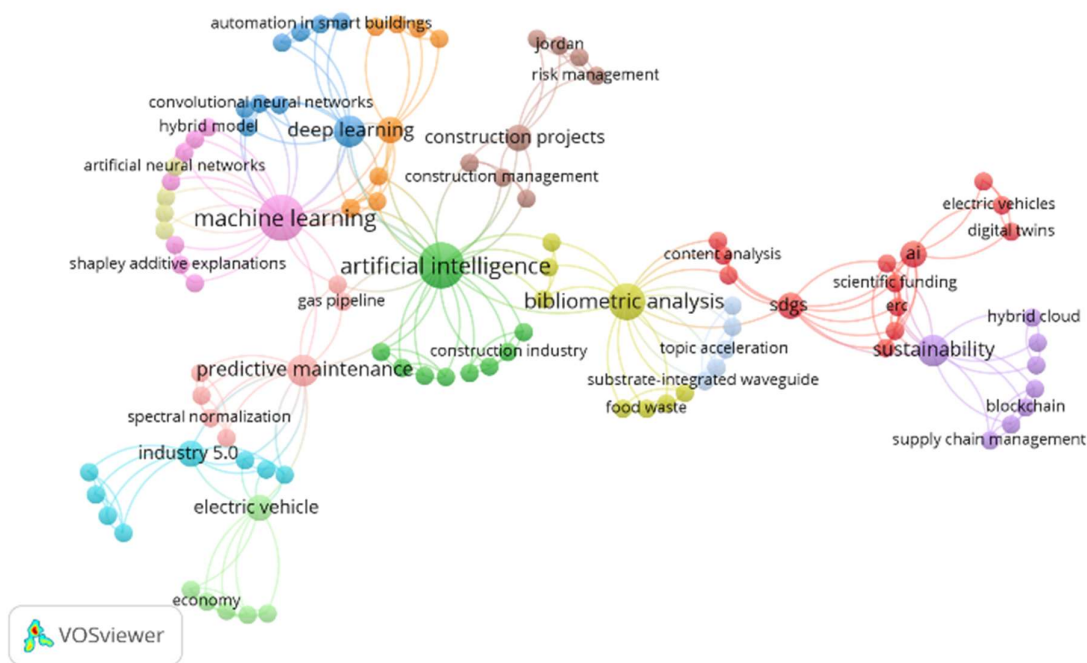 automation in smart buildings
jordan
risk management
convolutional neural networks
hybrid model
deep learning
construction projects
artificial neural networks
construction management
machine learning
electric vehicles
digital twins
shapley additive explanations
artificial intelligence
content analysis
ai
scientific funding
gas pipeline
bibliometric analysis
sdgs
erc
hybrid cloud
construction industry
topic acceleration
sustainability
predictive maintenance
substrate-integrated waveguide
food waste
blockchain
spectral normalization
supply chain management
industry 5.0
electric vehicle
economy
VOSviewer